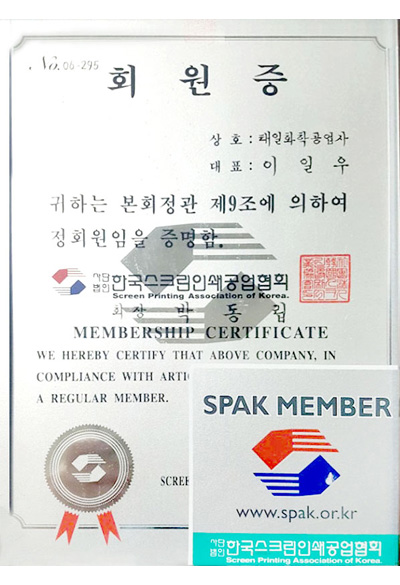 No. 06-295
회 원 증
상 호 : 태일화학공업사
대 표 : 이 일 우
귀하는 본회정관 제9조에 의하여
정회원임을 증명함.
사단법인 한국스크린인쇄공업협회
Screen Printing Association of Korea.
회 장 박 동 림
MEMBERSHIP CERTIFICATE
WE HEREBY CERTIFY THAT ABOVE COMPANY, IN
COMPLIANCE WITH ARTIC
A REGULAR MEMBER.
SCREE
SPAK MEMBER
www.spak.or.kr
사단법인 한국스크린인쇄공업협회
Screen Printing Association of Korea.